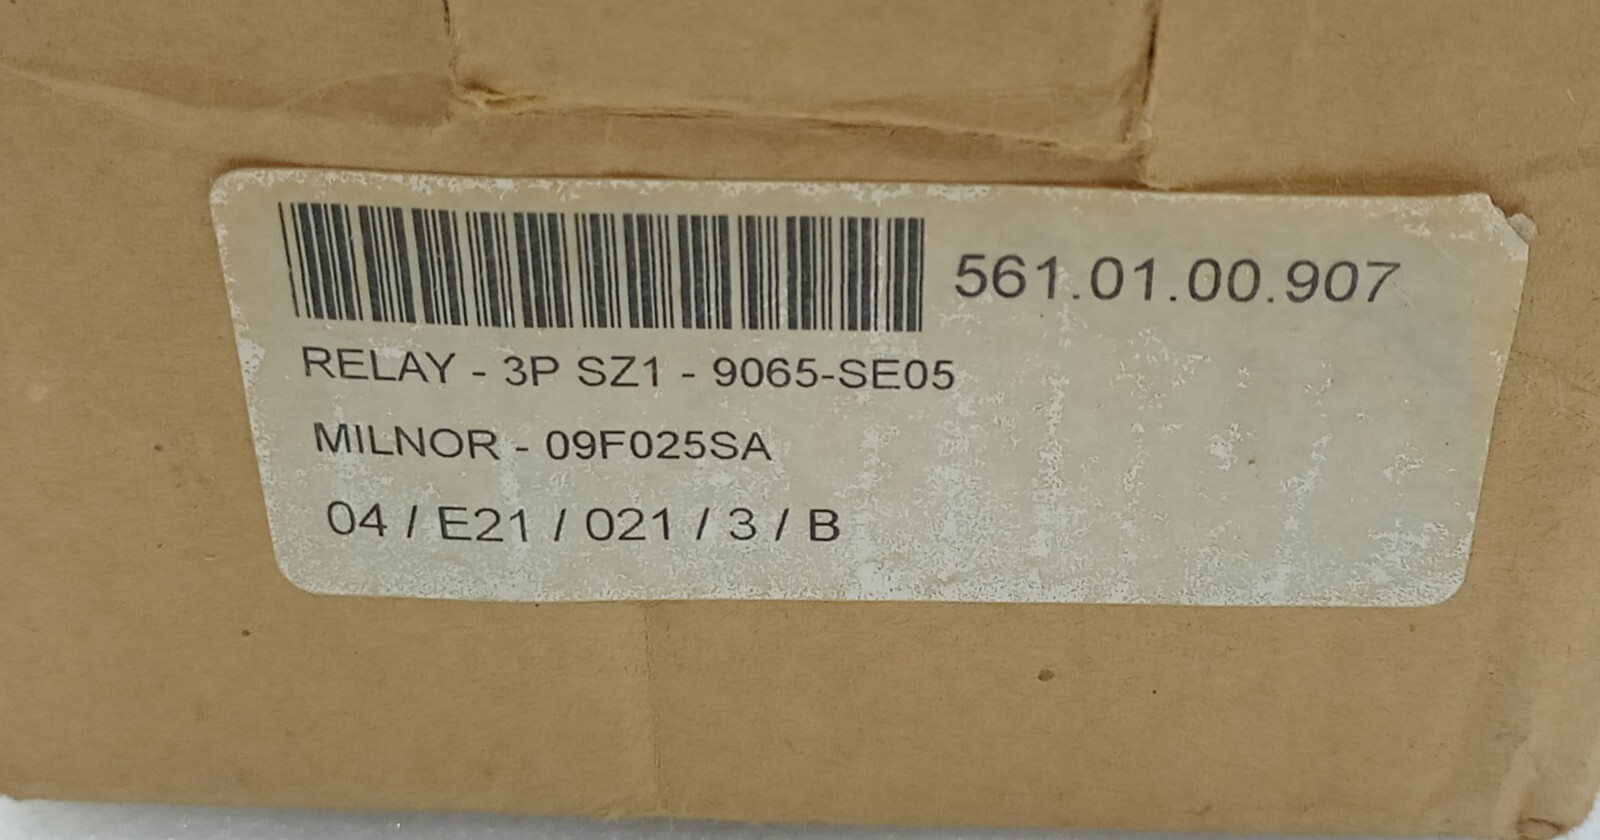 561.01.00.907
RELAY - 3P SZ1 - 9065-SE05
MILNOR - 09F025SA
04 / E21 / 021 / 3 / B